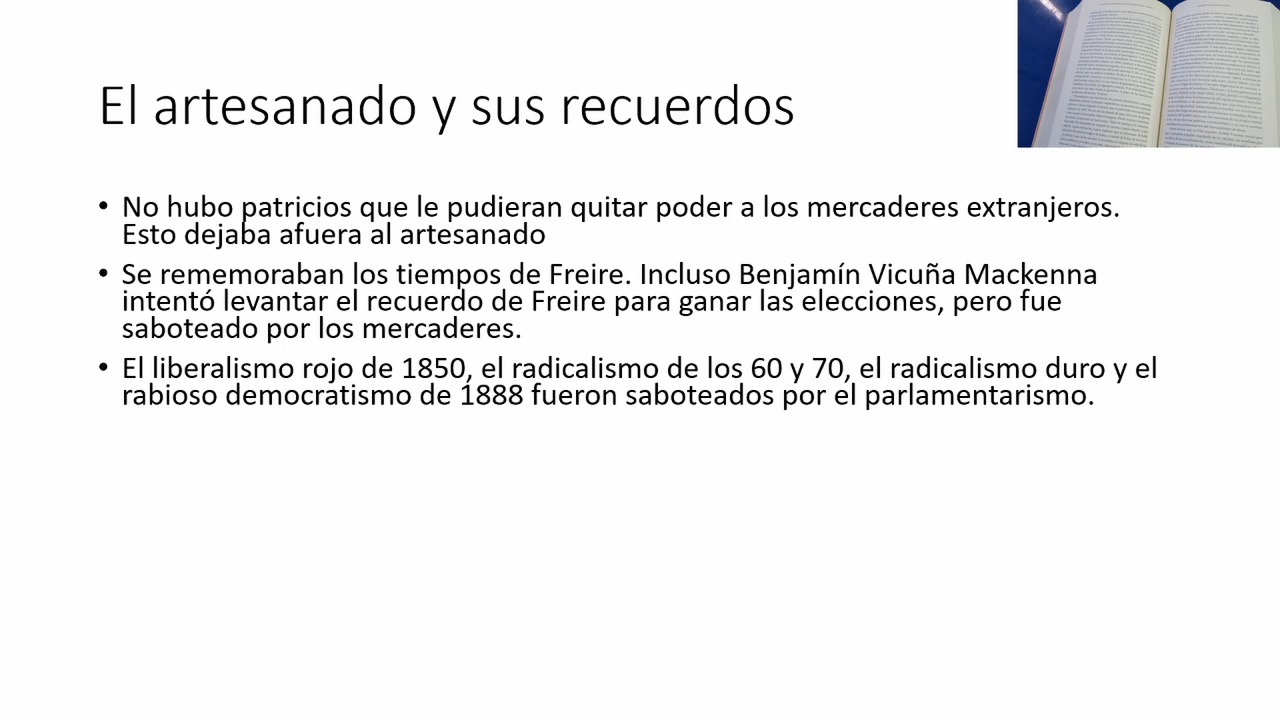 El artesanado y sus recuerdos
• No hubo patricios que le pudieran quitar poder a los mercaderes extranjeros.
Esto dejaba afuera al artesanado
• Se rememoraban los tiempos de Freire. Incluso Benjamín Vicuña Mackenna
intentó levantar el recuerdo de Freire para ganar las elecciones, pero fue
saboteado por los mercaderes.
• El liberalismo rojo de 1850, el radicalismo de los 60 y 70, el radicalismo duro y el
rabioso democratismo de 1888 fueron saboteados por el parlamentarismo.